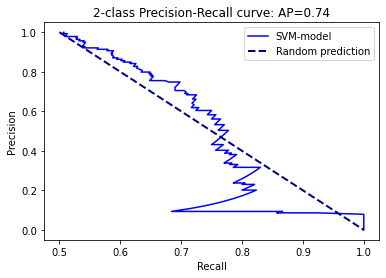 2-class Precision-Recall curve: AP=0.74
SVM-model
Random prediction
Precision
1.0
0.8
0.6
0.4
0.2
0.0
0.5
0.6
0.7
0.8
0.9
1.0
Recall